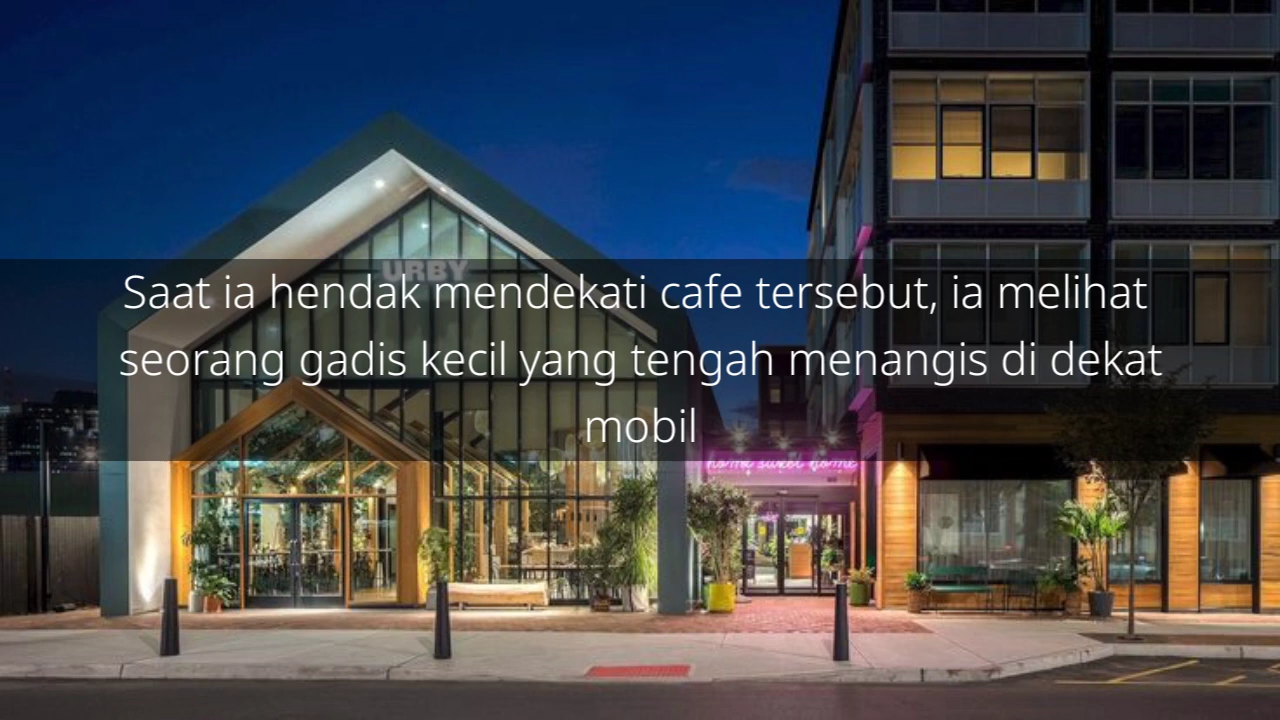 URBY
Saat ia hendak mendekati cafe tersebut, ia melihat
seorang gadis kecil yang tengah menangis di dekat
mobil
home sweet home